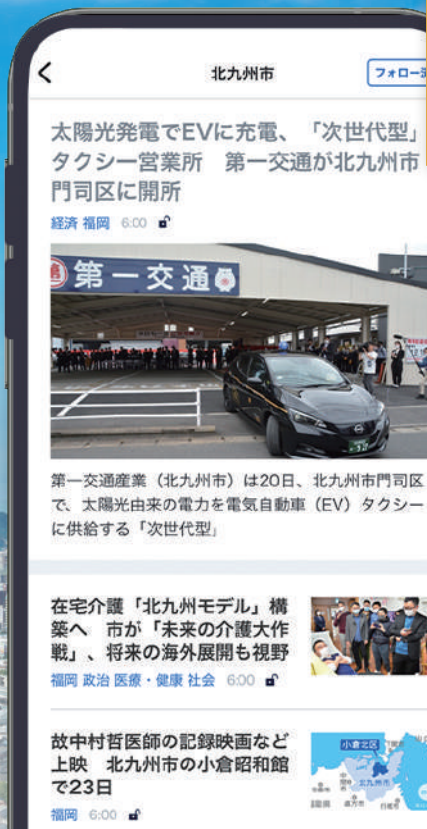 北九州市
フォロー済
太陽光発電でEVに充電、「次世代型」
タクシー営業所　第一交通が北九州市
門司区に開所
経済 福岡 6:00
第一交通
第一交通産業（北九州市）は20日、北九州市門司区
で、太陽光由来の電力を電気自動車（EV）タクシー
に供給する「次世代型」
在宅介護「北九州モデル」構
築へ　市が「未来の介護大作
戦」、将来の海外展開も視野
福岡 政治 医療・健康 社会 6:00
故中村哲医師の記録映画など
上映　北九州市の小倉昭和館
で23日
福岡 6:00
小倉北区
北九州市
直方市
行橋市